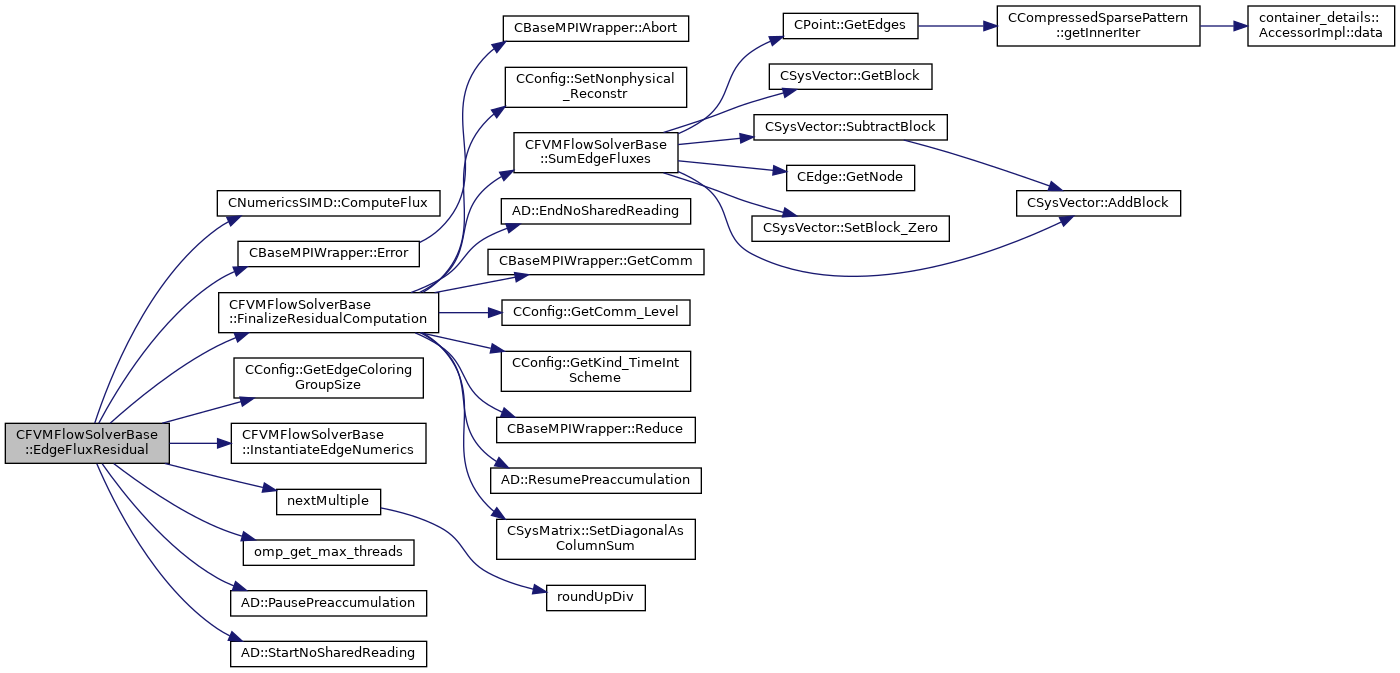 CFVMFlowSolverBase
::EdgeFluxResidual
CNumericsSIMD::ComputeFlux
CBaseMPIWrapper::Error
CFVMFlowSolverBase
::FinalizeResidualComputation
CConfig::GetEdgeColoring
GroupSize
CFVMFlowSolverBase
::InstantiateEdgeNumerics
nextMultiple
omp_get_max_threads
AD::PausePreaccumulation
AD::StartNoSharedReading
CBaseMPIWrapper::Abort
CConfig::SetNonphysical
_Reconstr
CFVMFlowSolverBase
::SumEdgeFluxes
AD::EndNoSharedReading
CBaseMPIWrapper::GetComm
CConfig::GetComm_Level
CConfig::GetKind_TimeInt
Scheme
CBaseMPIWrapper::Reduce
AD::ResumePreaccumulation
CSysMatrix::SetDiagonalAs
ColumnSum
roundUpDiv
CPoint::GetEdges
CSysVector::GetBlock
CSysVector::SubtractBlock
CEdge::GetNode
CSysVector::SetBlock_Zero
CCompressedSparsePattern
::getInnerIter
CSysVector::AddBlock
container_details::
AccessorImpl::data